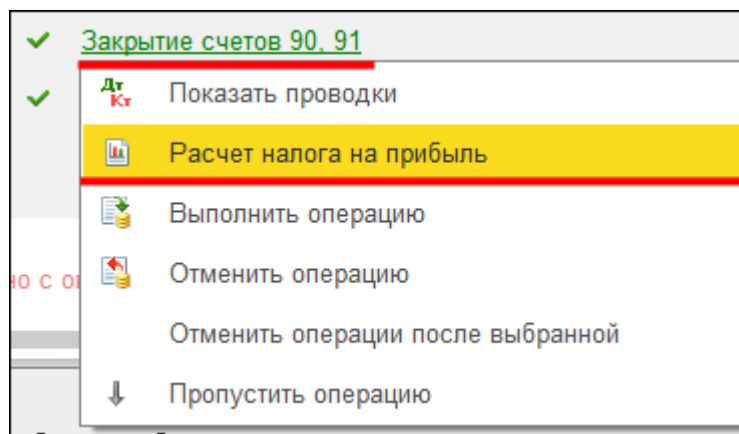 Закрытие счетов 90, 91
Дт
Кт
Показать проводки
Расчет налога на прибыль
Выполнить операцию
Отменить операцию
но с о
Отменить операции после выбранной
Пропустить операцию